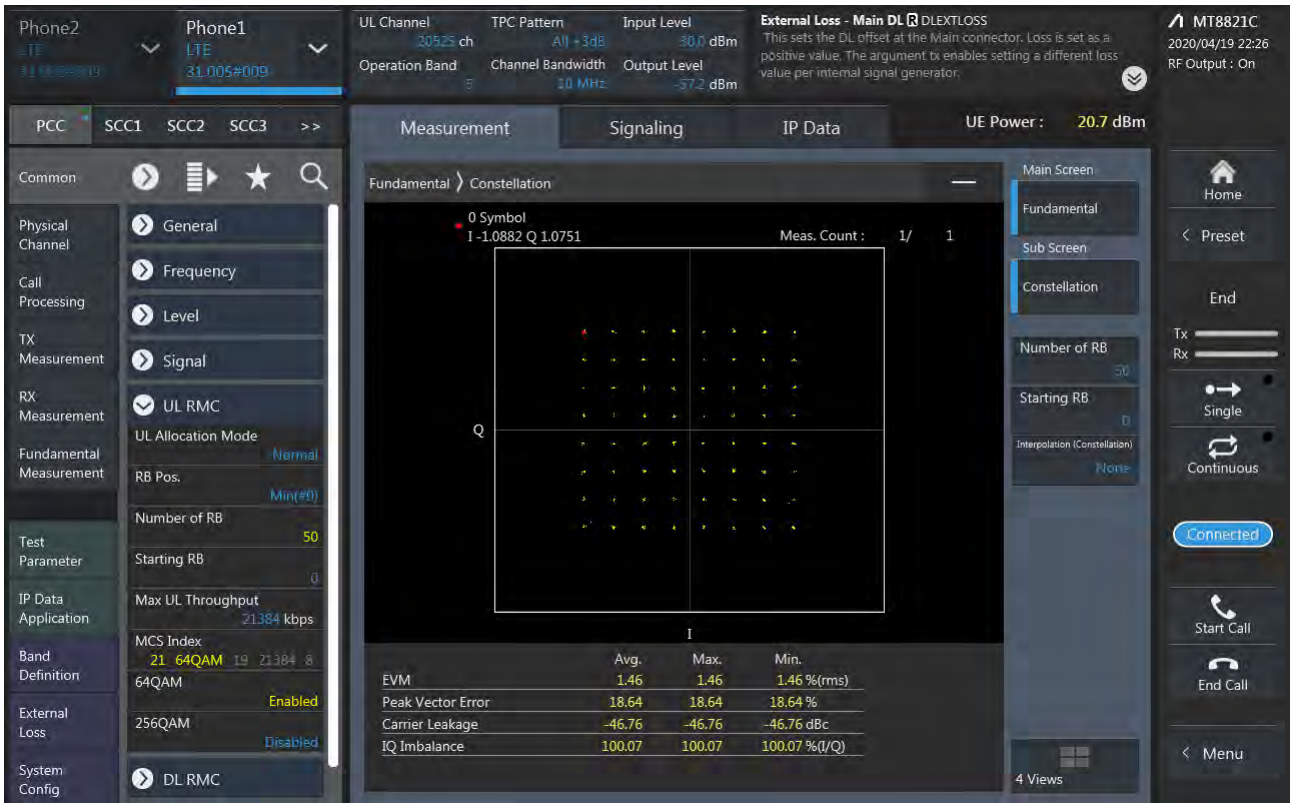 Phone2
LTE
31.005#009
Phone1
LTE
31.005#009
UL Channel
20525 ch
TPC Pattern
All +3dB
Input Level
30.0 dBm
Operation Band
5
Channel Bandwidth
10 MHz
Output Level
-57.2 dBm
External Loss - Main DL R DLEXTLOSS
This sets the DL offset at the Main connector. Loss is set as a
positive value. The argument tx enables setting a different loss
value per internal signal generator.
MT8821C
2020/04/19 22:26
RF Output : On
PCC SCC1 SCC2 SCC3 >>
Measurement Signaling IP Data
UE Power : 20.7 dBm
Common
Physical
Channel
Call
Processing
TX
Measurement
RX
Measurement
Fundamental
Measurement
Test
Parameter
IP Data
Application
Band
Definition
External
Loss
System
Config
General
Frequency
Level
Signal
UL RMC
UL Allocation Mode
Normal
RB Pos.
Min(#0)
Number of RB
50
Starting RB
0
Max UL Throughput
21384 kbps
MCS Index
21 64QAM 19 21384 8
64QAM
Enabled
256QAM
Disabled
DL RMC
Fundamental > Constellation
0 Symbol
I -1.0882 Q 1.0751
Meas. Count : 1/ 1
Q
I
Avg. Max. Min.
EVM 1.46 1.46 1.46 %(rms)
Peak Vector Error 18.64 18.64 18.64 %
Carrier Leakage -46.76 -46.76 -46.76 dBc
IQ Imbalance 100.07 100.07 100.07 %(I/Q)
Main Screen
Fundamental
Sub Screen
Constellation
Number of RB
50
Starting RB
0
Interpolation (Constellation)
None
4 Views
Home
< Preset
End
Tx
Rx
Single
Continuous
Connected
Start Call
End Call
< Menu